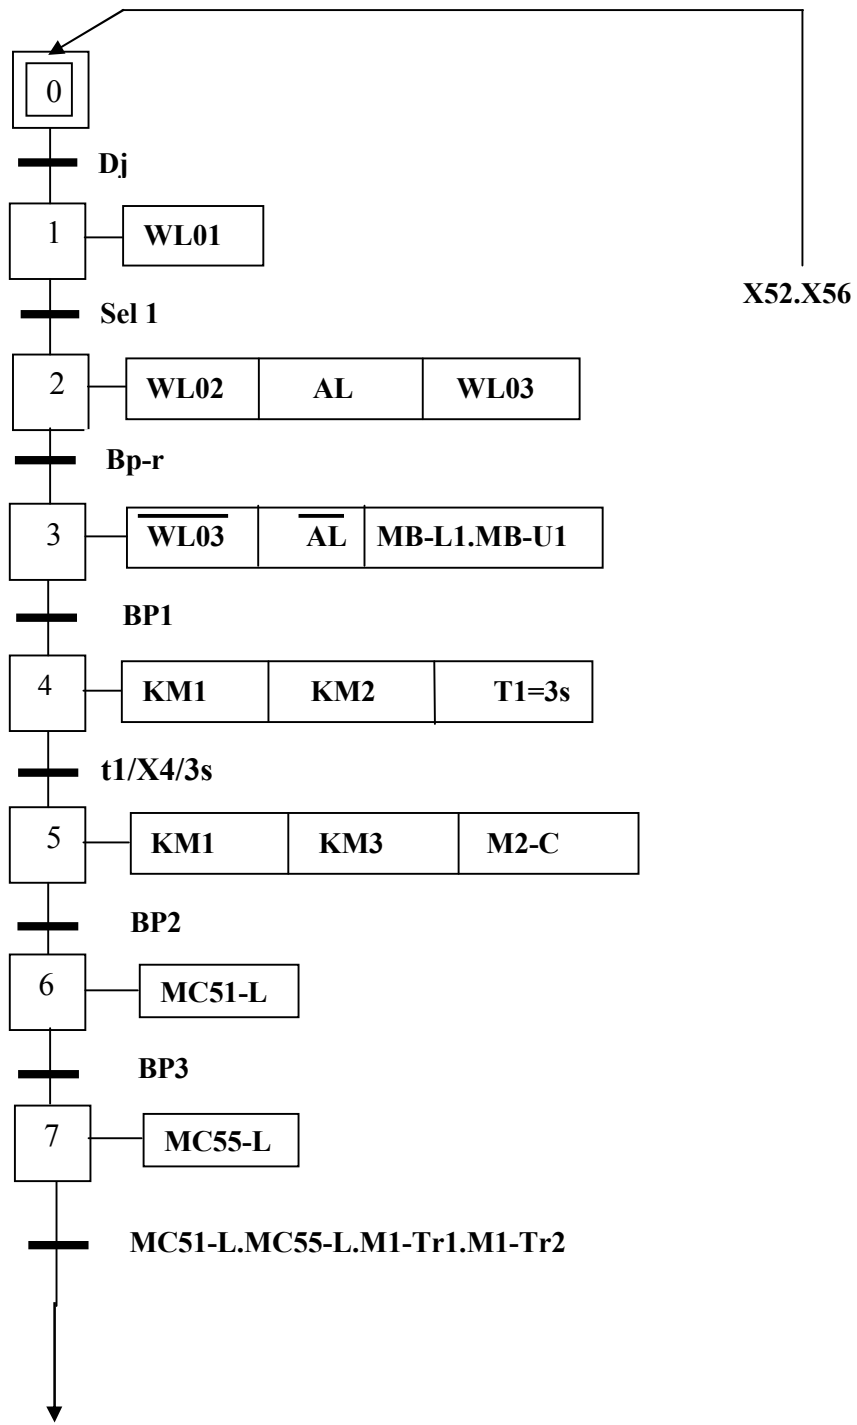 0
Dj
1 WL01
X52.X56
Sel 1
2 WL02 AL WL03
Bp-r
3 W̅L̅0̅3̅ A̅L̅ MB-L1.MB-U1
BP1
4 KM1 KM2 T1=3s
t1/X4/3s
5 KM1 KM3 M2-C
BP2
6 MC51-L
BP3
7 MC55-L
MC51-L.MC55-L.M1-Tr1.M1-Tr2